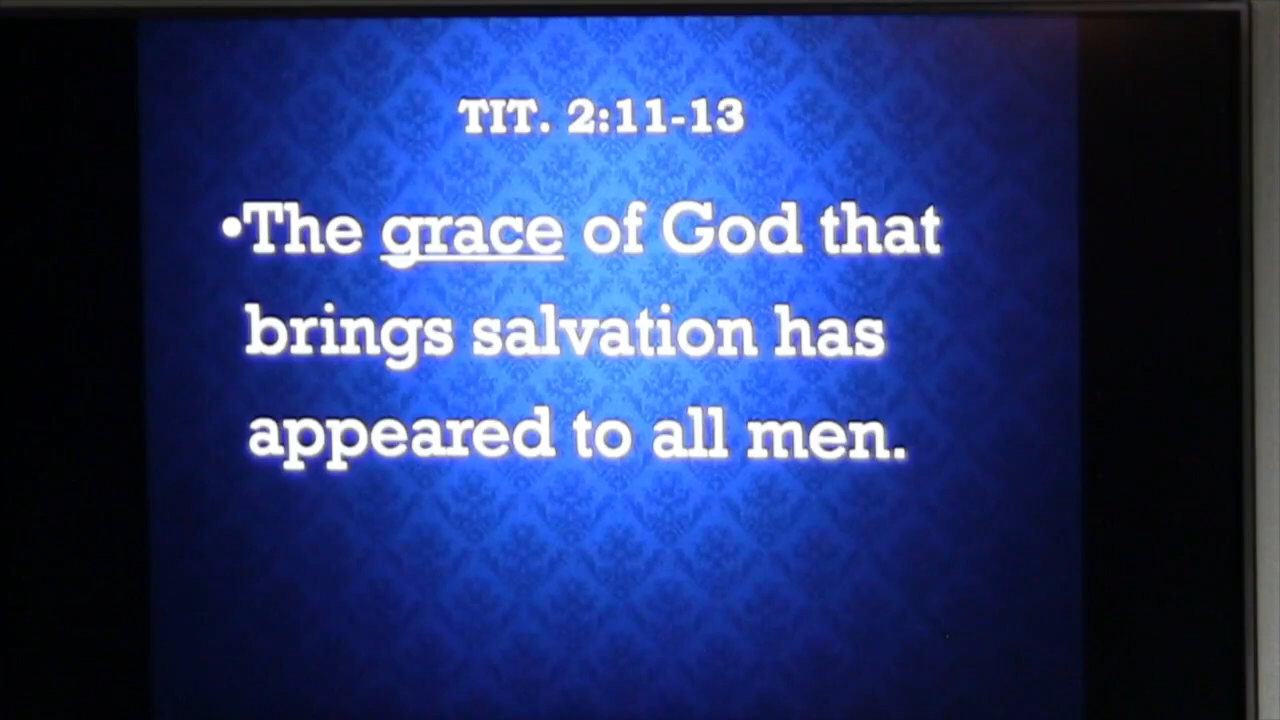 TIT. 2:11-13
•The grace of God that
brings salvation has
appeared to all men.